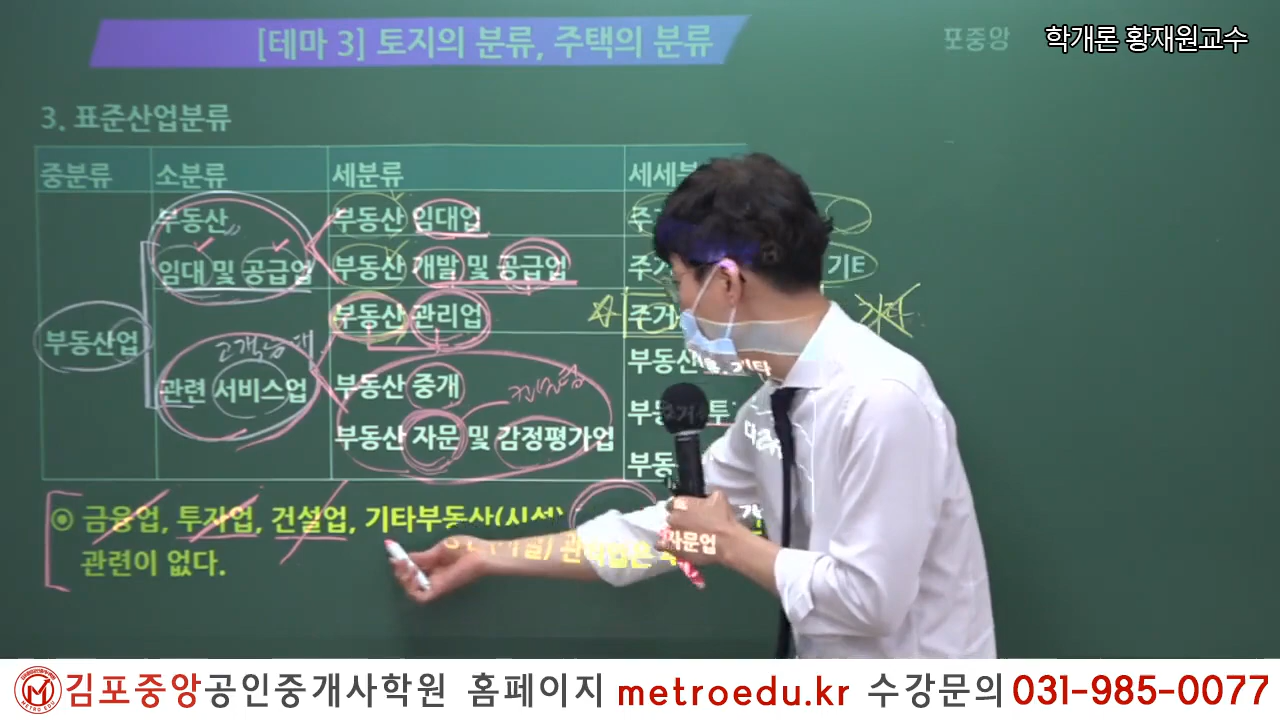 [테마 3] 토지의 분류, 주택의 분류
포중앙
학개론 황재원교수
3. 표준산업분류
중분류 소분류 세분류 세세
부동산 부동산 임대업
임대 및 공급업 부동산 개발 및 공급업 주거 기타
부동산업 부동산 관리업 주거 기타
관련 서비스업 부동산 중개 부동산
컨설팅
부동산 자문 및 감정평가업
◉ 금융업, 투자업, 건설업, 기타부동산(시설)
관련이 없다.
자문업
김포중앙공인중개사학원 홈페이지 metroedu.kr 수강문의 031-985-0077